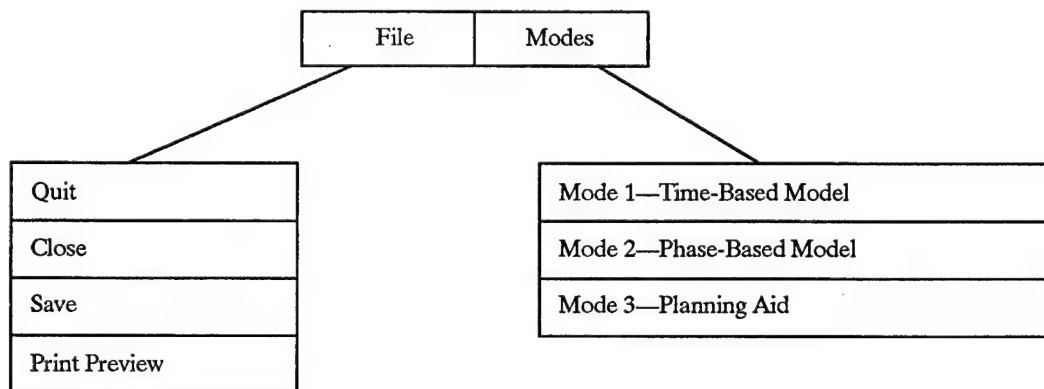 File Modes
Quit
Close
Save
Print Preview
Mode 1—Time-Based Model
Mode 2—Phase-Based Model
Mode 3—Planning Aid